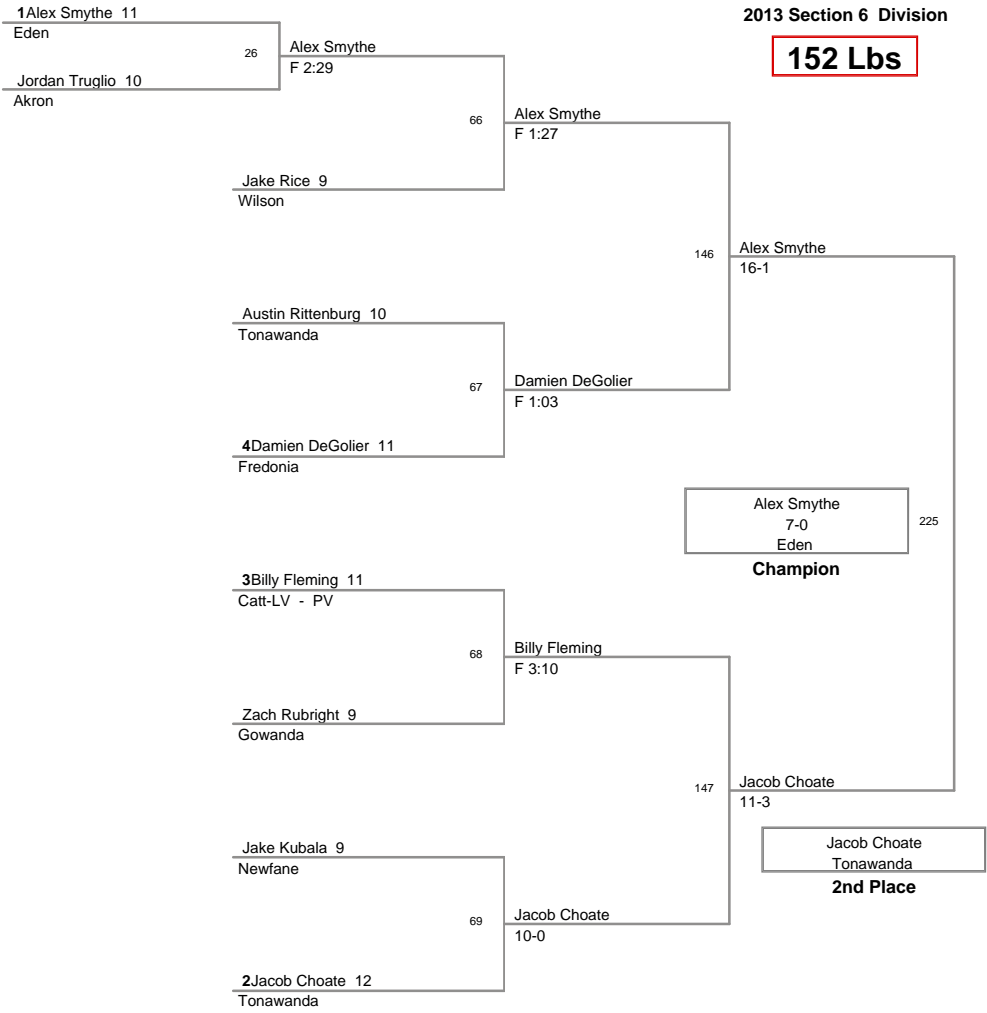 2013 Section 6 Division
152 Lbs
1Alex Smythe 11
Eden
26
Jordan Truglio 10
Akron
Alex Smythe
F 2:29
66
Jake Rice 9
Wilson
Alex Smythe
F 1:27
146
Austin Rittenburg 10
Tonawanda
67
4Damien DeGolier 11
Fredonia
Damien DeGolier
F 1:03
Alex Smythe
16-1
Alex Smythe
7-0
Eden
225
Champion
3Billy Fleming 11
Catt-LV - PV
68
Zach Rubright 9
Gowanda
Billy Fleming
F 3:10
147
Jake Kubala 9
Newfane
69
2Jacob Choate 12
Tonawanda
Jacob Choate
10-0
Jacob Choate
11-3
Jacob Choate
Tonawanda
2nd Place